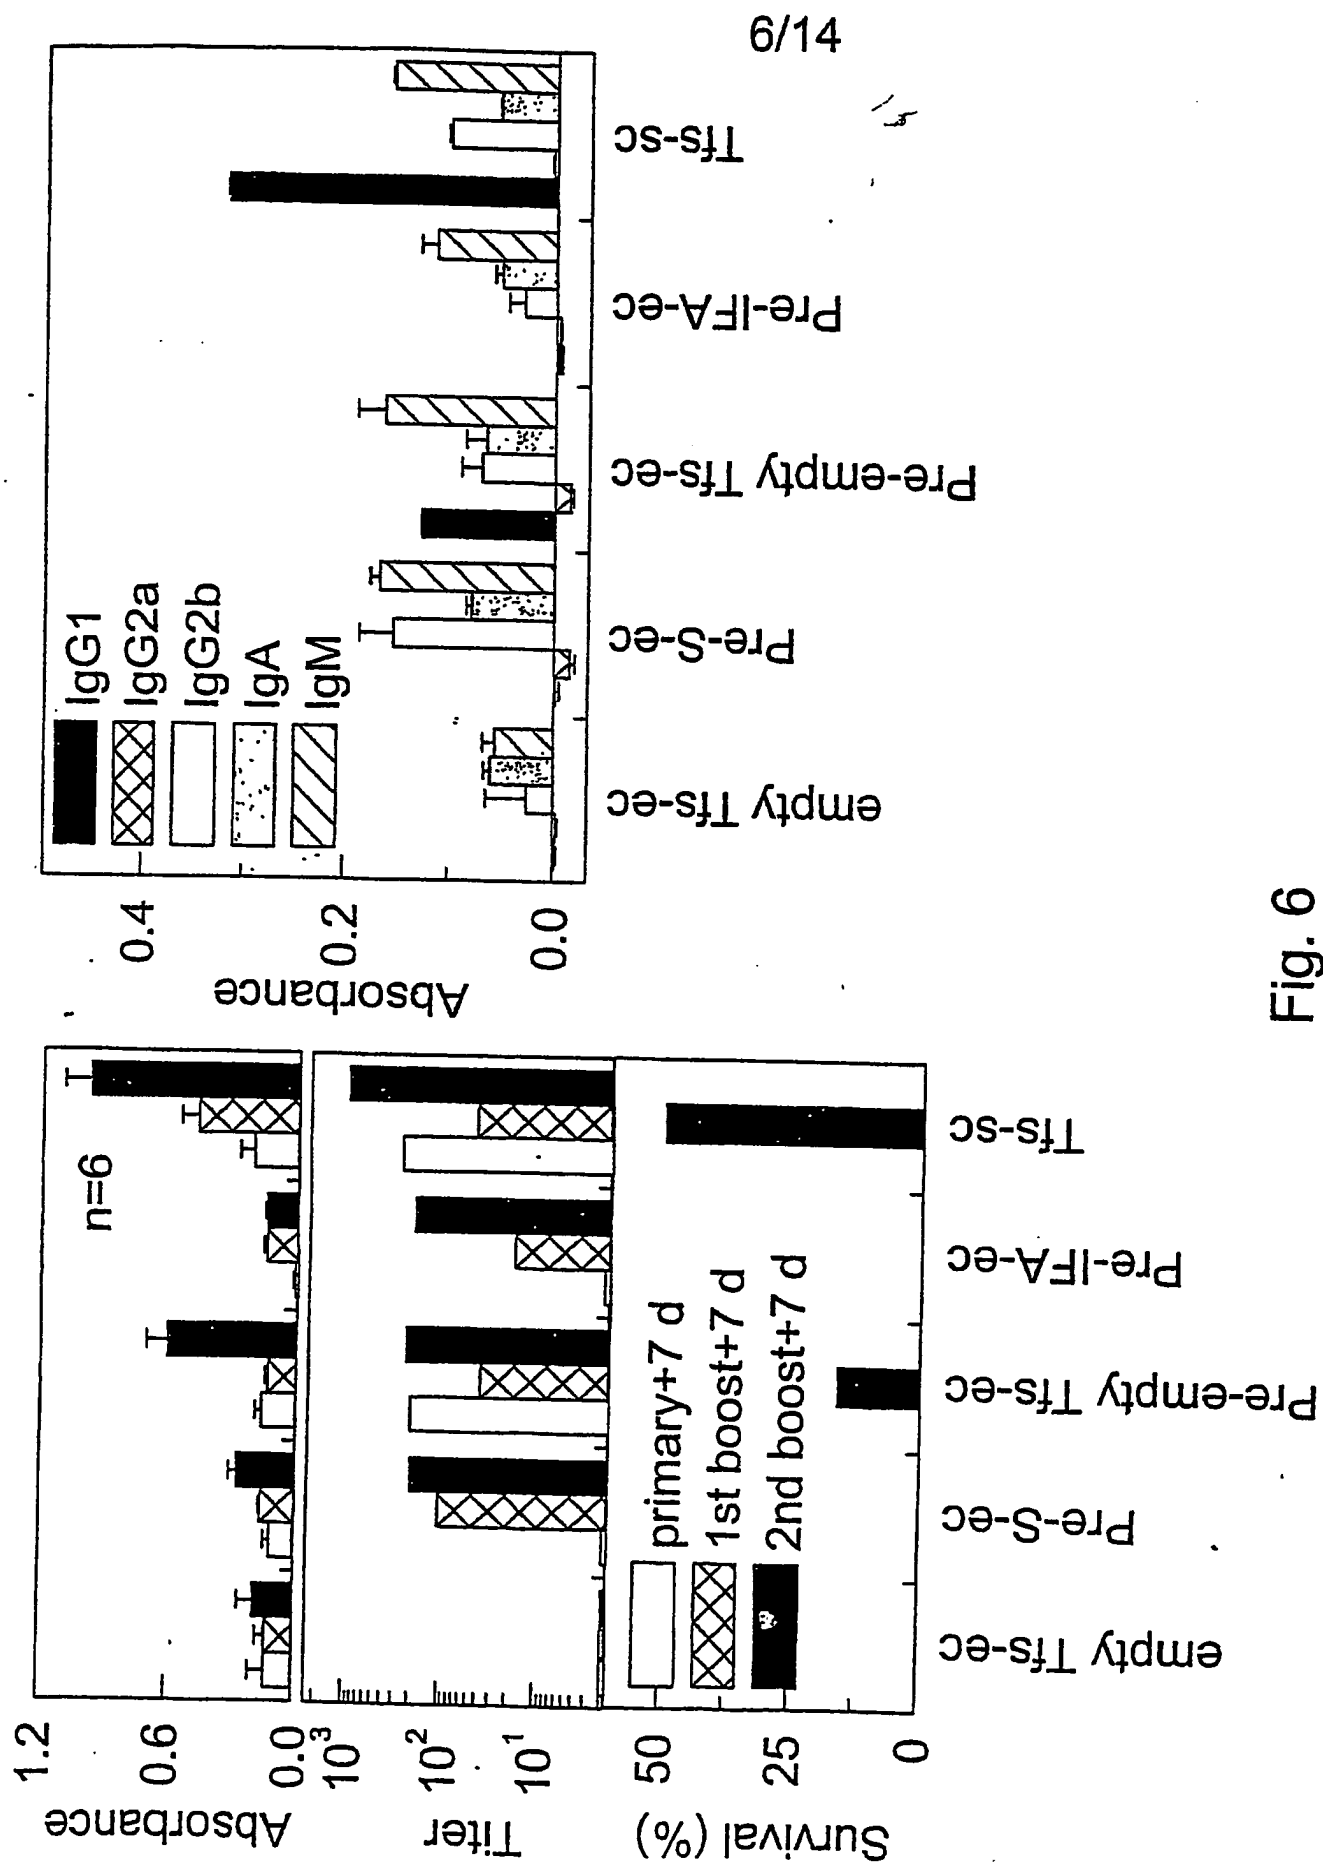 6/14
Absorbance
1.2
0.6
0.0
n=6
Titer
10³
10²
10¹
Survival (%)
50
25
0
primary+7 d
1st boost+7 d
2nd boost+7 d
empty Tfs-ec
Pre-S-ec
Pre-empty Tfs-ec
Pre-IFA-ec
Tfs-sc
Absorbance
0.4
0.2
0.0
IgG1
IgG2a
IgG2b
IgA
IgM
empty Tfs-ec
Pre-S-ec
Pre-empty Tfs-ec
Pre-IFA-ec
Tfs-sc
Fig. 6